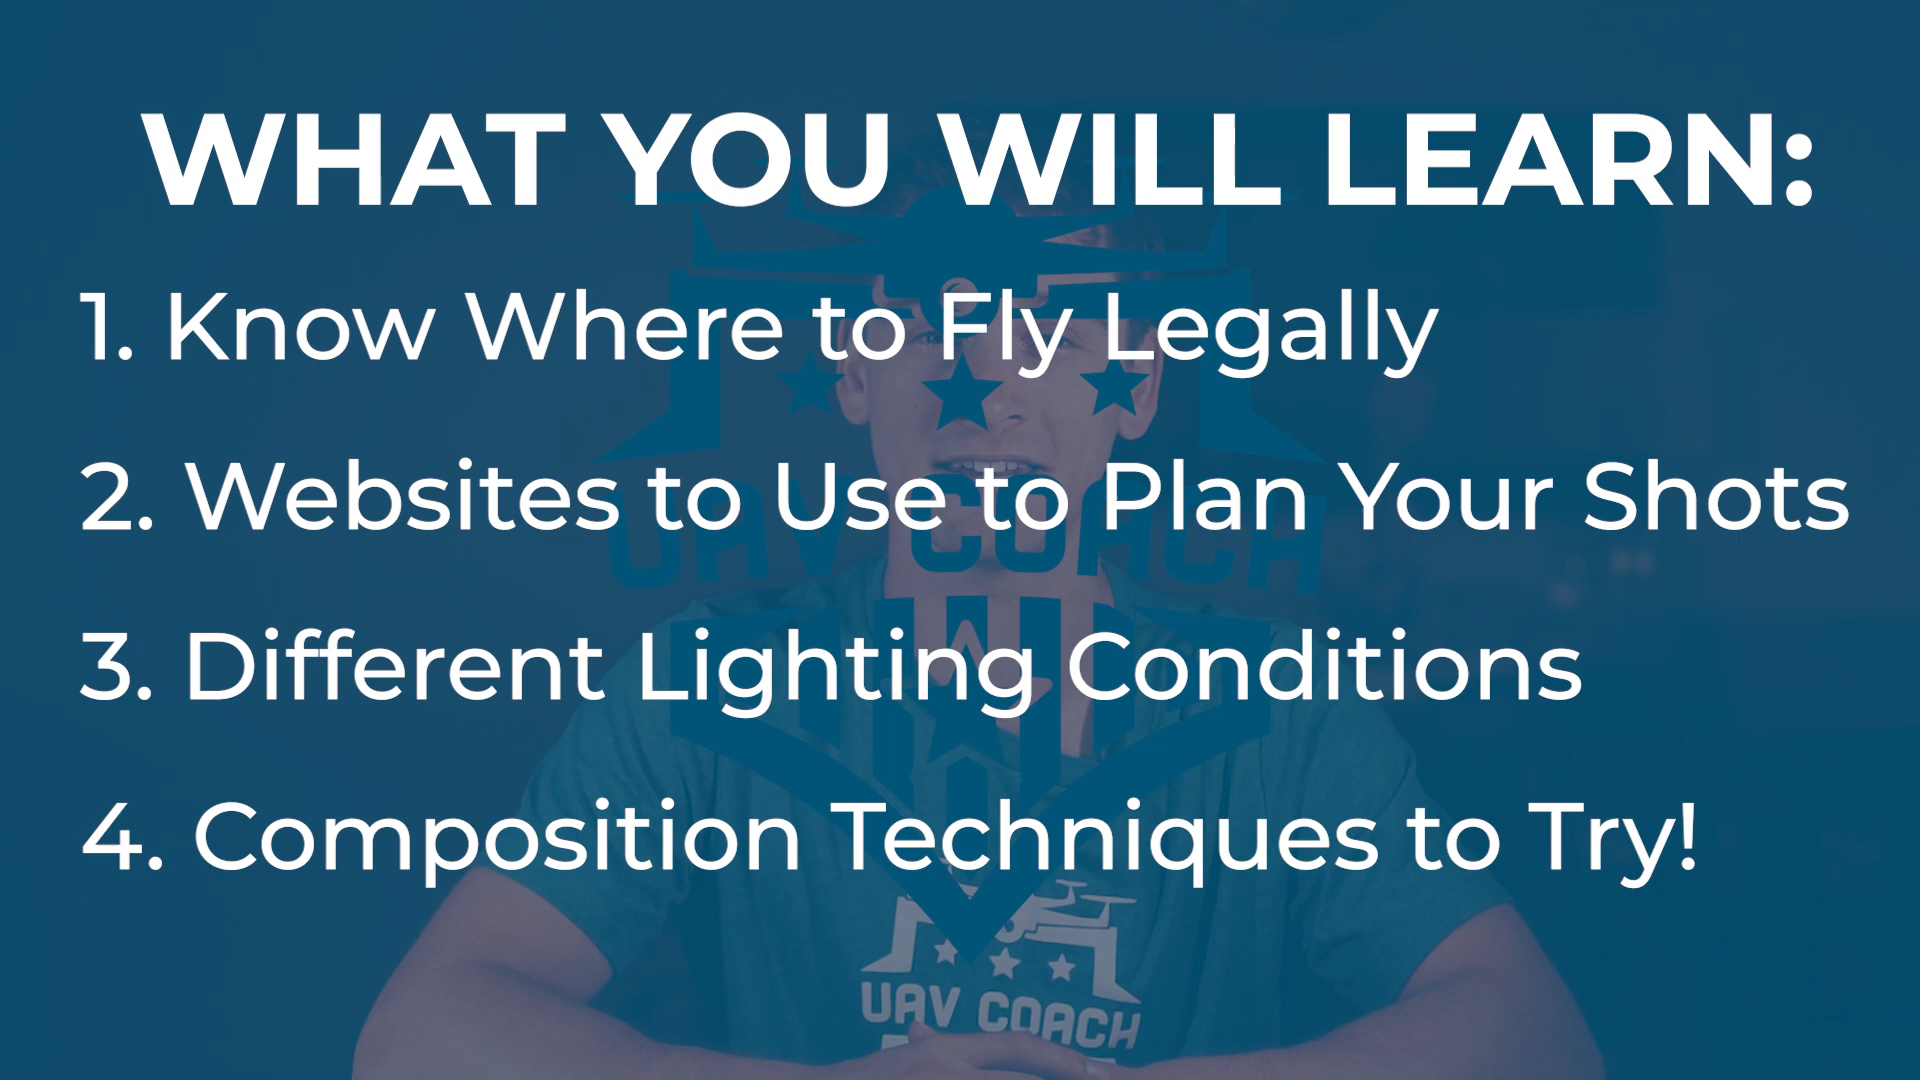 WHAT YOU WILL LEARN:
1. Know Where to Fly Legally
2. Websites to Use to Plan Your Shots
UAV COACH
3. Different Lighting Conditions
4. Composition Techniques to Try!
UAV COACH